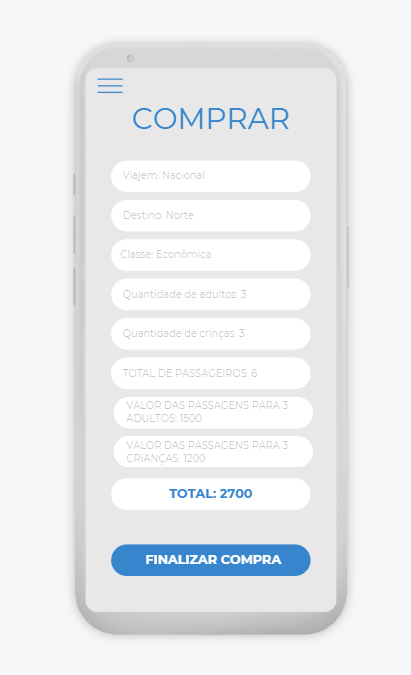 COMPRAR
Viajem: Nacional
Destino: Norte
Classe: Econômica
Quantidade de adultos: 3
Quantidade de crinças: 3
TOTAL DE PASSAGEIROS: 6
VALOR DAS PASSAGENS PARA 3
ADULTOS: 1500
VALOR DAS PASSAGENS PARA 3
CRIANÇAS: 1200
TOTAL: 2700
FINALIZAR COMPRA